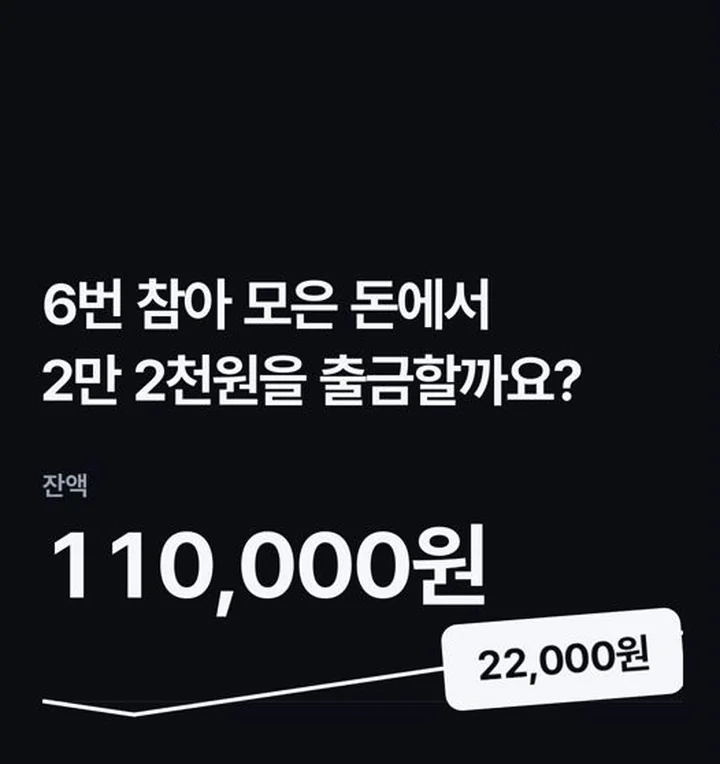 6번 참아 모은 돈에서
2만 2천원을 출금할까요?
잔액
110,000원
22,000원